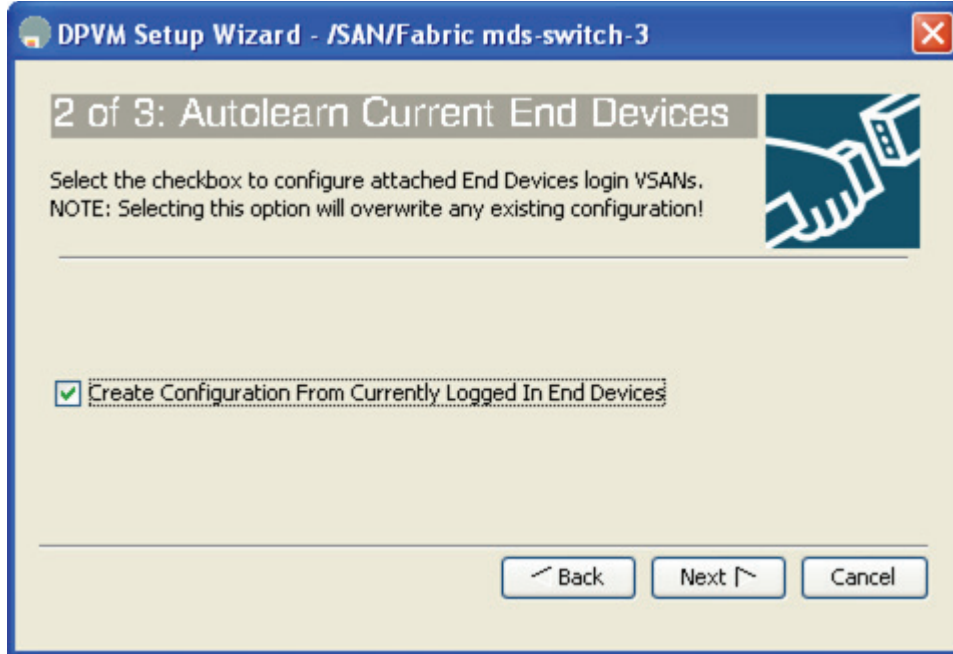 DPVM Setup Wizard - /SAN/Fabric mds-switch-3
2 of 3: Autolearn Current End Devices
Select the checkbox to configure attached End Devices login VSANs.
NOTE: Selecting this option will overwrite any existing configuration!
Create Configuration From Currently Logged In End Devices
Back Next Cancel